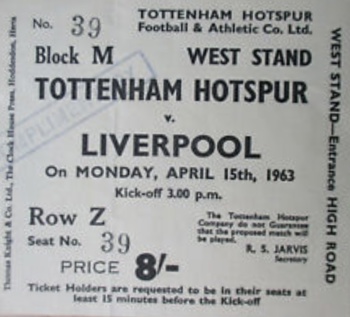 No. 39
TOTTENHAM HOTSPUR
Football & Athletic Co. Ltd.
Block M WEST STAND
TOTTENHAM HOTSPUR
v.
LIVERPOOL
On MONDAY, APRIL 15th, 1963
Kick-off 3.00 p.m.
Row Z
Seat No. 39
The Tottenham Hotspur
Company do not Guarantee
that the proposed match will
be played.
R. S. JARVIS
Secretary
PRICE 8/-
Ticket Holders are requested to be in their seats at
least 15 minutes before the Kick-off
WEST STAND—Entrance HIGH ROAD
Thomas Knight & Co. Ltd., The Clock House Press, Hoddesdon, Herts